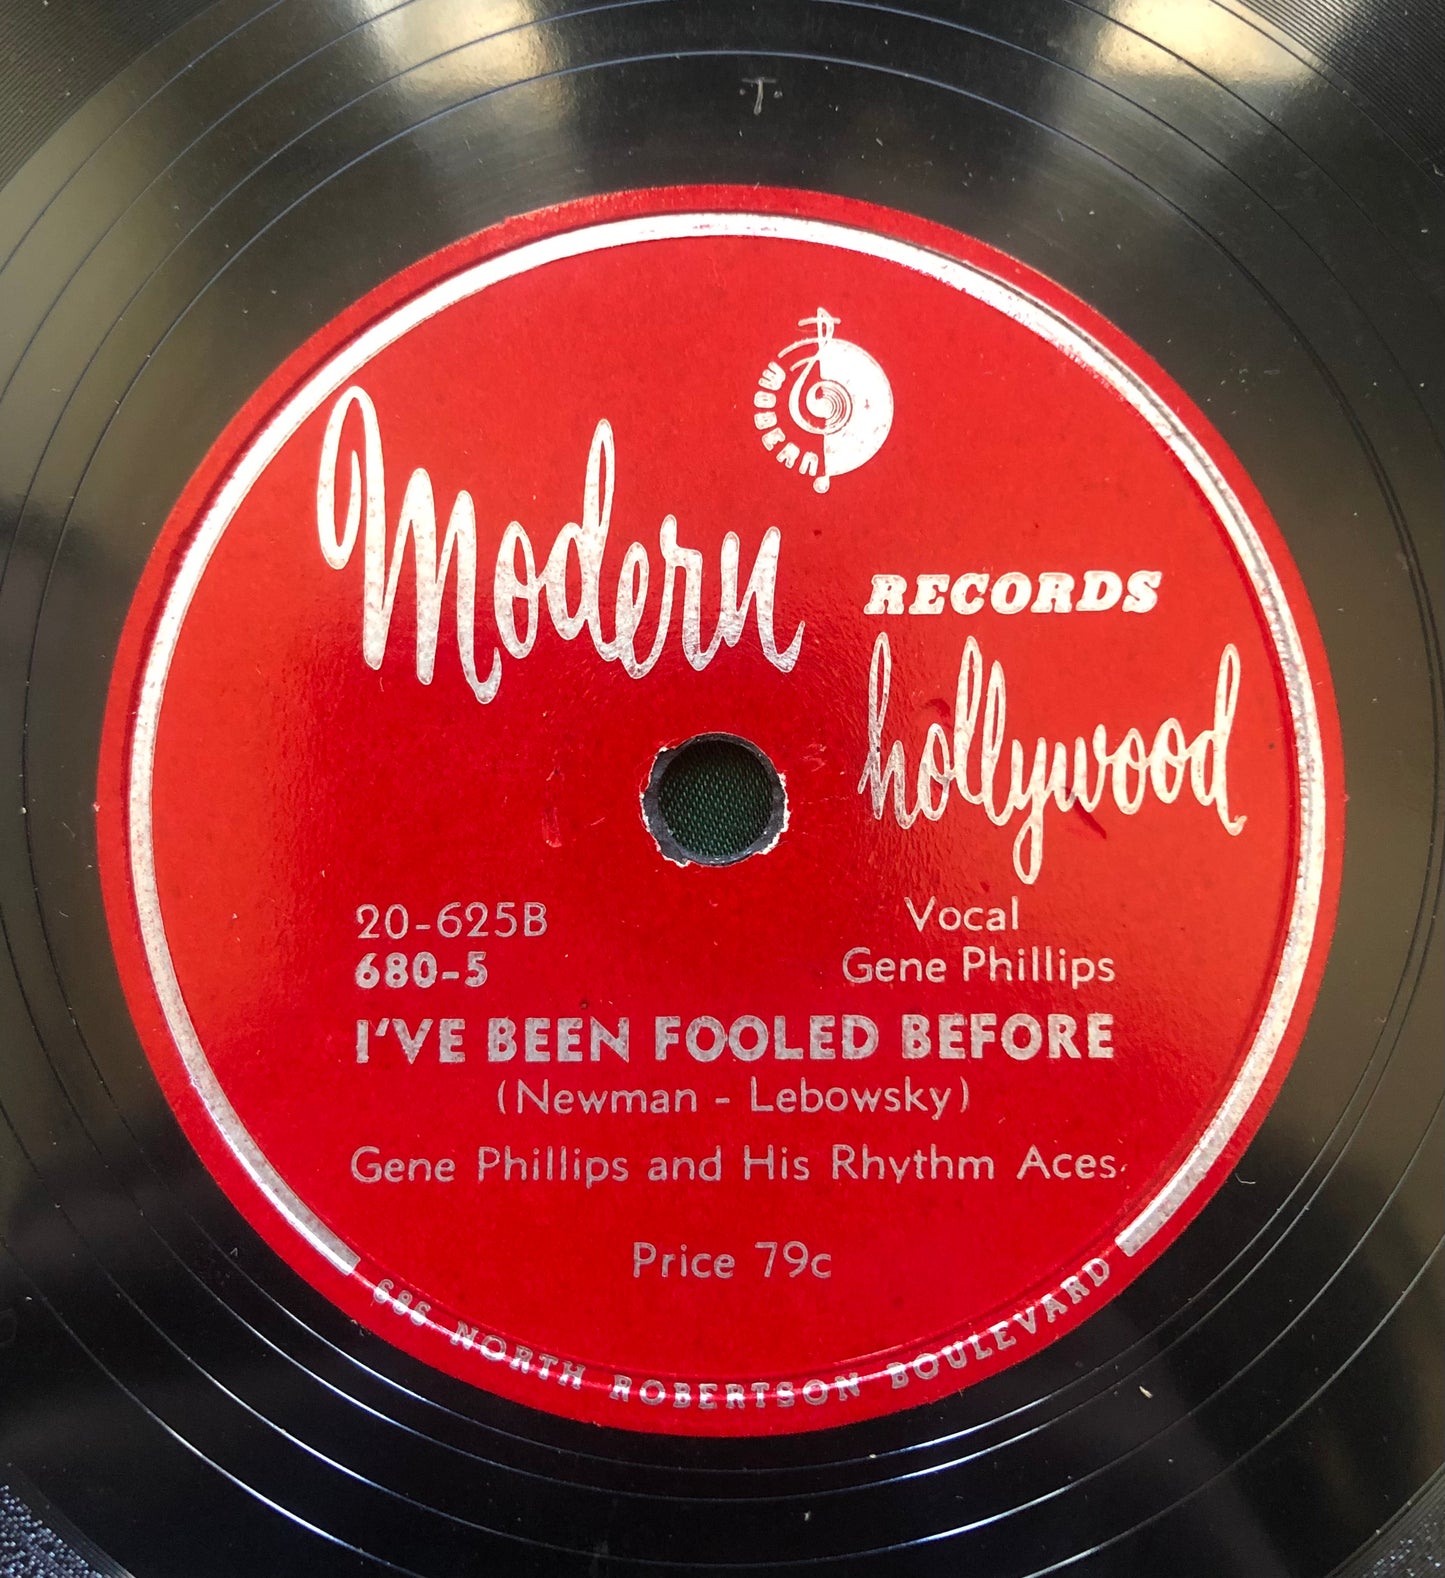 T
MODERN
Modern
RECORDS
hollywood
20-625B
680-5
Vocal
Gene Phillips
I'VE BEEN FOOLED BEFORE
(Newman - Lebowsky)
Gene Phillips and His Rhythm Aces.
Price 79c
686 NORTH ROBERTSON BOULEVARD